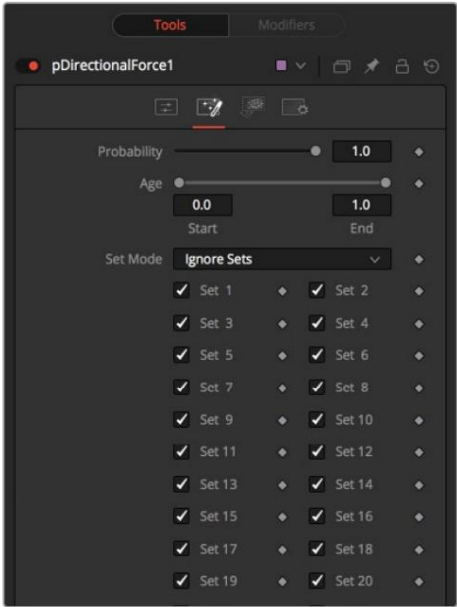 Tools Modifiers
pDirectionalForce1
Probability 1.0
Age
0.0 1.0
Start End
Set Mode Ignore Sets
Set 1 Set 2
Set 3 Set 4
Set 5 Set 6
Set 7 Set 8
Set 9 Set 10
Set 11 Set 12
Set 13 Set 14
Set 15 Set 16
Set 17 Set 18
Set 19 Set 20